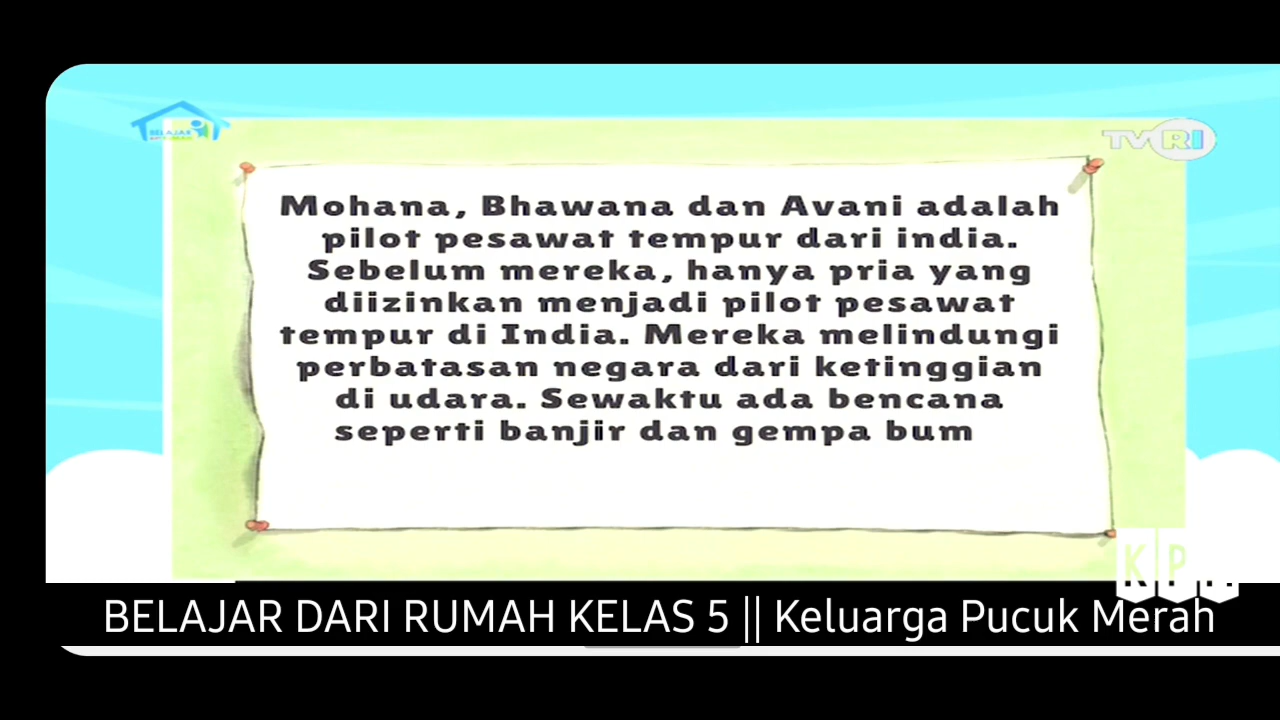 BELAJAR
TVRI
Mohana, Bhawana dan Avani adalah
pilot pesawat tempur dari india.
Sebelum mereka, hanya pria yang
diizinkan menjadi pilot pesawat
tempur di India. Mereka melindungi
perbatasan negara dari ketinggian
di udara. Sewaktu ada bencana
seperti banjir dan gempa bum
KPM
BELAJAR DARI RUMAH KELAS 5 || Keluarga Pucuk Merah